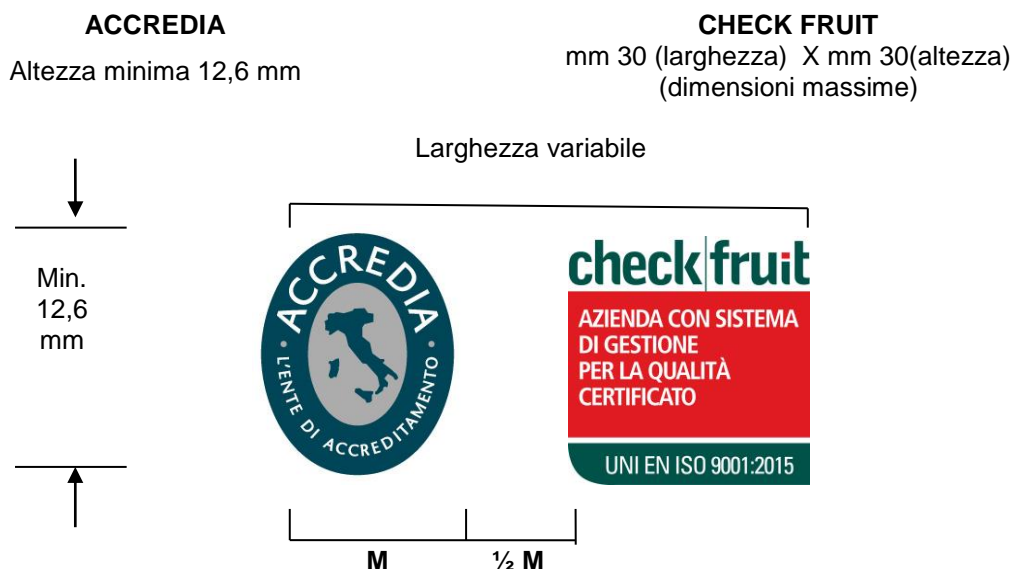 ACCREDIA
Altezza minima 12,6 mm
CHECK FRUIT
mm 30 (larghezza) X mm 30(altezza)
(dimensioni massime)
Larghezza variabile
Min.
12,6
mm
ACCREDIA
· L'ENTE DI ACCREDITAMENTO ·
check fruit
AZIENDA CON SISTEMA
DI GESTIONE
PER LA QUALITÀ
CERTIFICATO
UNI EN ISO 9001:2015
M
½ M